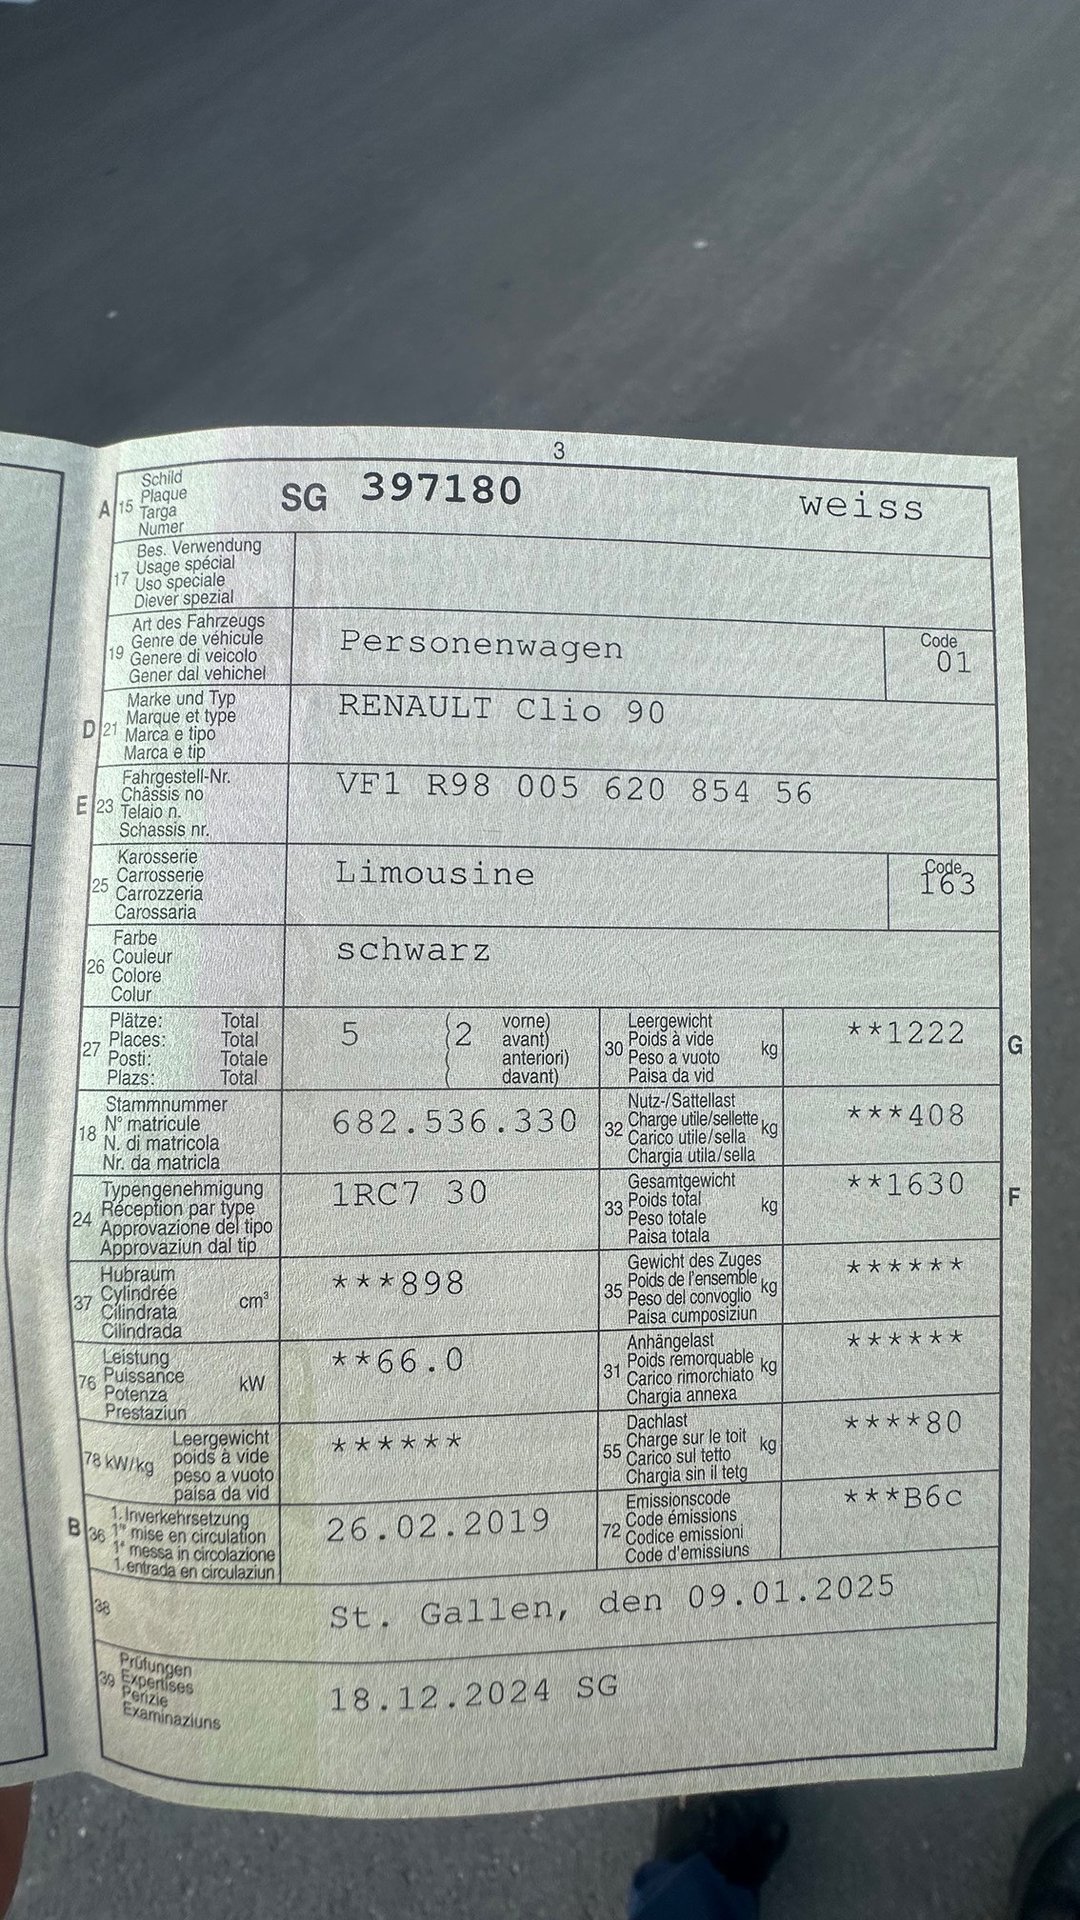 3
A 15 Schild
Plaque
Targa
Numer
SG 397180 weiss
17 Bes. Verwendung
Usage spécial
Uso speciale
Diever spezial
19 Art des Fahrzeugs
Genre de véhicule
Genere di veicolo
Gener dal vehichel
Personenwagen
Code
01
D 21 Marke und Typ
Marque et type
Marca e tipo
Marca e tip
RENAULT Clio 90
E 23 Fahrgestell-Nr.
Châssis no
Telaio n.
Schassis nr.
VF1 R98 005 620 854 56
25 Karosserie
Carrosserie
Carrozzeria
Carossaria
Limousine
Code
163
26 Farbe
Couleur
Colore
Colur
schwarz
27 Plätze: Total
Places: Total
Posti: Totale
Plazs: Total
5 (2 vorne)
( avant)
( anteriori)
( davant)
30 Leergewicht
Poids à vide
Peso a vuoto kg
Paisa da vid
**1222
G
18 Stammnummer
N° matricule
N. di matricola
Nr. da matricla
682.536.330
32 Nutz-/Sattellast
Charge utile/sellette kg
Carico utile/sella
Chargia utila/sella
***408
24 Typengenehmigung
Réception par type
Approvazione del tipo
Approvaziun dal tip
1RC7 30
33 Gesamtgewicht
Poids total kg
Peso totale
Paisa totala
**1630
F
37 Hubraum
Cylindrée
Cilindrata cm³
Cilindrada
***898
35 Gewicht des Zuges
Poids de l'ensemble kg
Peso del convoglio
Paisa cumposiziun
******
76 Leistung
Puissance
Potenza kW
Prestaziun
**66.0
31 Anhängelast
Poids remorquable kg
Carico rimorchiato
Chargia annexa
******
78 kW/kg Leergewicht
poids à vide
peso a vuoto
paisa da vid
******
55 Dachlast
Charge sur le toit kg
Carico sul tetto
Chargia sin il tetg
****80
B 36 1. Inverkehrsetzung
1re mise en circulation
1a messa in circolazione
1. entrada en circulaziun
26.02.2019
72 Emissionscode
Code émissions
Codice emissioni
Code d'emissiuns
***B6c
38
St. Gallen, den 09.01.2025
39 Prüfungen
Expertises
Perizie
Examinaziuns
18.12.2024 SG